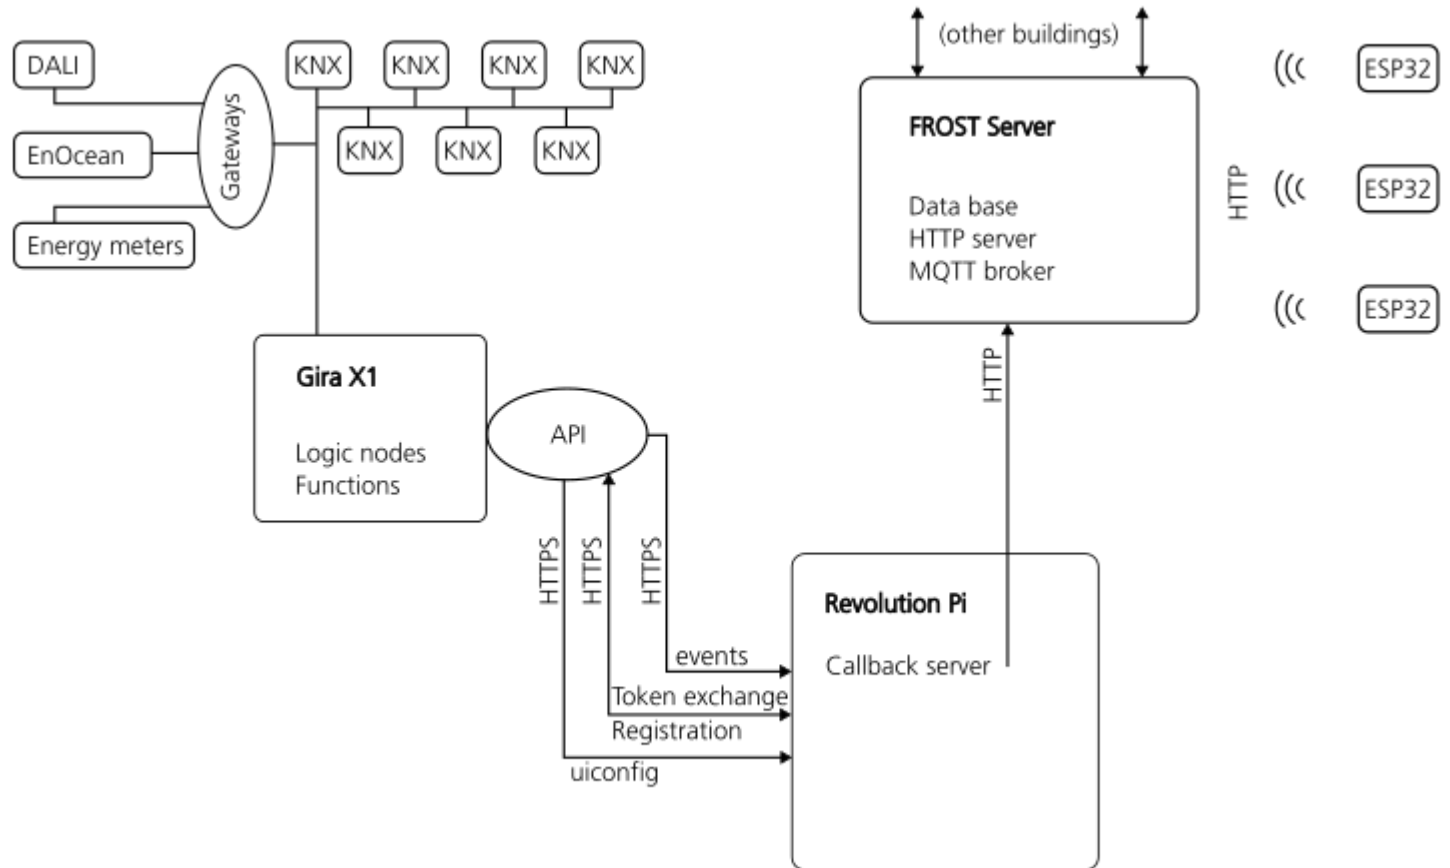 (other buildings)
DALI
KNX
KNX
KNX
KNX
ESP32
EnOcean
Gateways
KNX
KNX
KNX
FROST Server
HTTP
ESP32
Energy meters
Data base
HTTP server
MQTT broker
ESP32
Gira X1
Logic nodes
Functions
API
HTTP
HTTPS
HTTPS
HTTPS
Revolution Pi
Callback server
events
Token exchange
Registration
uiconfig